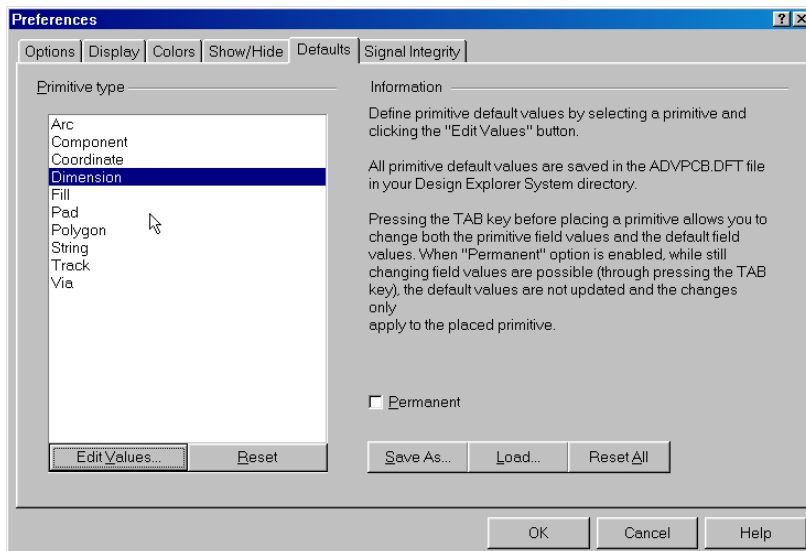 Preferences
Options Display Colors Show/Hide Defaults Signal Integrity
Primitive type
Arc
Component
Coordinate
Dimension
Fill
Pad
Polygon
String
Track
Via
Edit Values... Reset
Information
Define primitive default values by selecting a primitive and
clicking the "Edit Values" button.
All primitive default values are saved in the ADVPCB.DFT file
in your Design Explorer System directory.
Pressing the TAB key before placing a primitive allows you to
change both the primitive field values and the default field
values. When "Permanent" option is enabled, while still
changing field values are possible (through pressing the TAB
key), the default values are not updated and the changes
only
apply to the placed primitive.
Permanent
Save As... Load... Reset All
OK Cancel Help